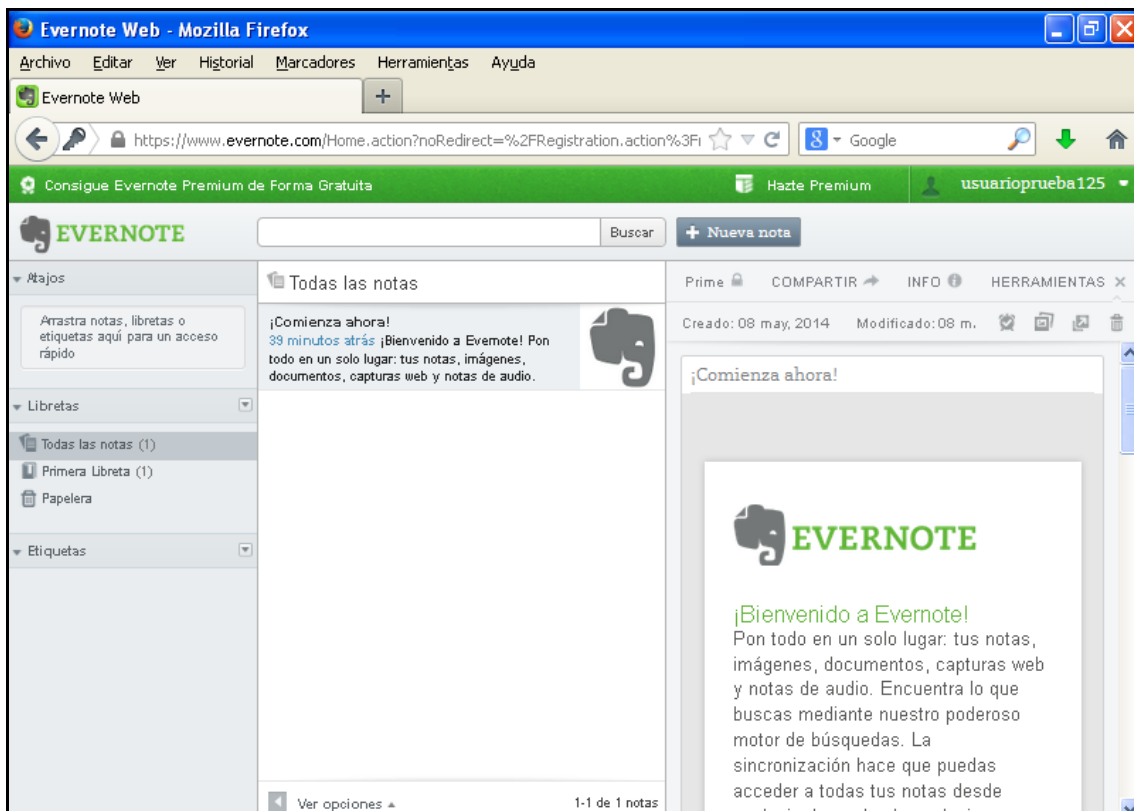 Evernote Web - Mozilla Firefox
Archivo Editar Ver Historial Marcadores Herramientas Ayuda
Evernote Web
https://www.evernote.com/Home.action?noRedirect=%2FRegistration.action%3Fi
Google
Consigue Evernote Premium de Forma Gratuita
Hazte Premium
usuarioprueba125
EVERNOTE
Buscar
+ Nueva nota
Atajos
Arrastra notas, libretas o
etiquetas aquí para un acceso
rápido
Libretas
Todas las notas (1)
Primera Libreta (1)
Papelera
Etiquetas
Todas las notas
¡Comienza ahora!
39 minutos atrás ¡Bienvenido a Evernote! Pon
todo en un solo lugar: tus notas, imágenes,
documentos, capturas web y notas de audio.
Ver opciones
1-1 de 1 notas
Prime COMPARTIR INFO HERRAMIENTAS
Creado: 08 may, 2014 Modificado: 08 m.
¡Comienza ahora!
EVERNOTE
¡Bienvenido a Evernote!
Pon todo en un solo lugar: tus notas,
imágenes, documentos, capturas web
y notas de audio. Encuentra lo que
buscas mediante nuestro poderoso
motor de búsquedas. La
sincronización hace que puedas
acceder a todas tus notas desde